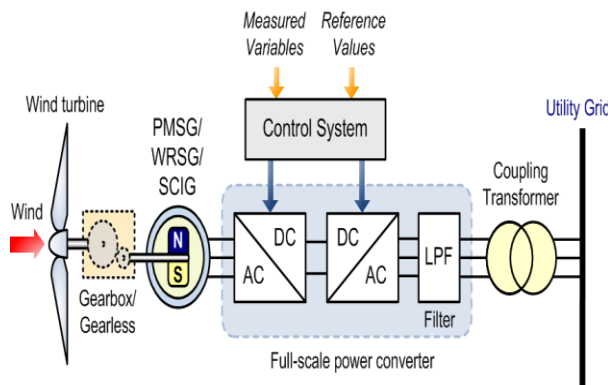 Measured
Variables
Reference
Values
Wind turbine
PMSG/
WRSG/
SCIG
Control System
Utility Grid
Coupling
Transformer
Wind
N
S
DC
AC
DC
AC
LPF
Gearbox/
Gearless
Filter
Full-scale power converter